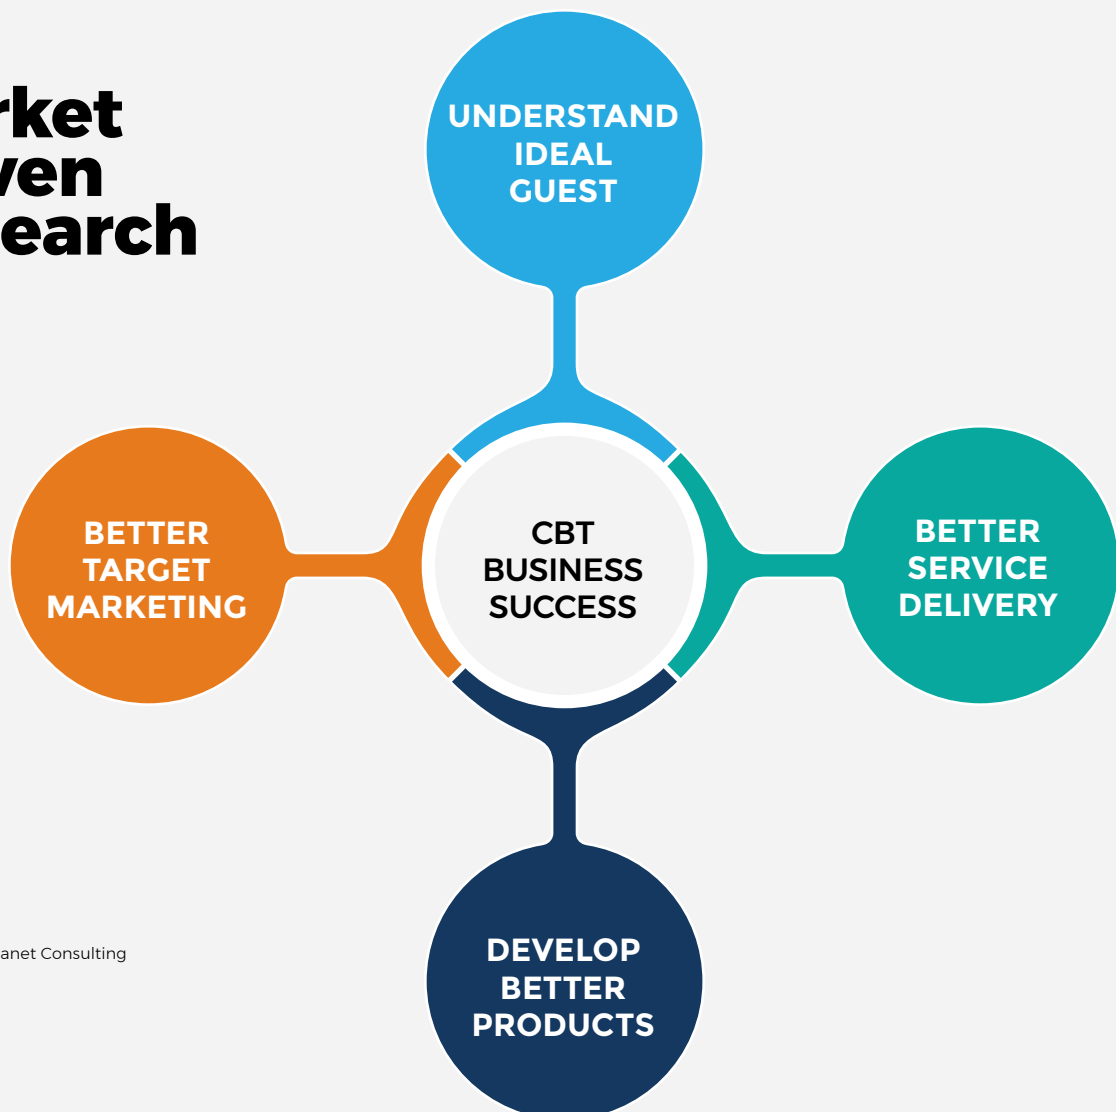 rket
ven
earch
UNDERSTAND
IDEAL
GUEST
BETTER
TARGET
MARKETING
CBT
BUSINESS
SUCCESS
BETTER
SERVICE
DELIVERY
anet Consulting
DEVELOP
BETTER
PRODUCTS